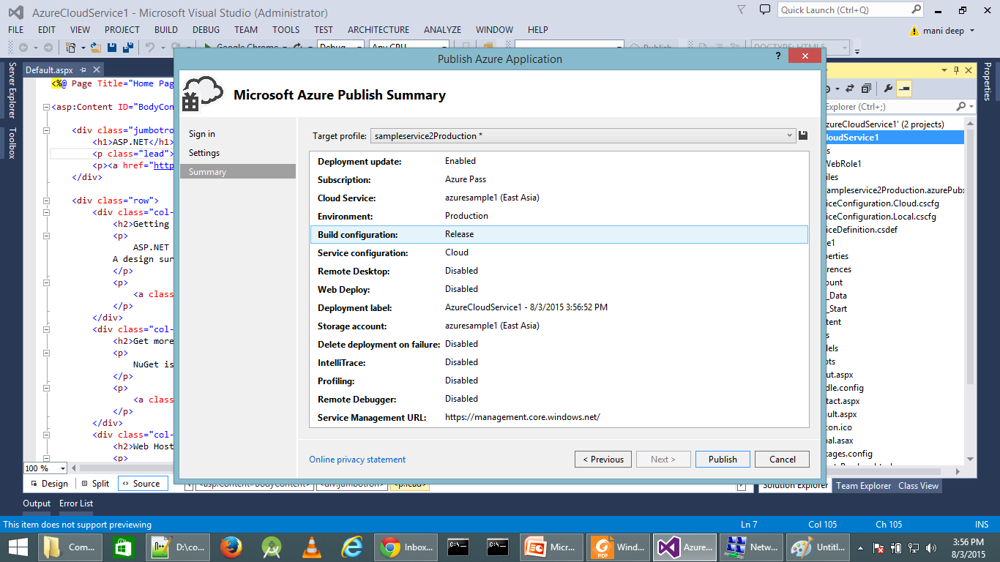 AzureCloudService1 - Microsoft Visual Studio (Administrator)
Quick Launch (Ctrl+Q)
FILE EDIT VIEW PROJECT BUILD DEBUG TEAM TOOLS TEST ARCHITECTURE ANALYZE WINDOW HELP
mani deep
Google Chrome Debug Any CPU Publish DOCTYPE: HTML5
Publish Azure Application
?
Server Explorer
Toolbox
Default.aspx
<%@ Page Title="Home Pag
<asp:Content ID="BodyCon
<div class="jumbotro
<h1>ASP.NET</h1>
<p class="lead">
<p><a href="http
</div>
<div class="row">
<div class="col-
<h2>Getting
<p>
ASP.NET
A design sur
</p>
<p>
<a class
</p>
</div>
<div class="col-
<h2>Get more
<p>
NuGet is
</p>
<p>
<a class
</p>
</div>
<div class="col-
<h2>Web Host
<p>
100 %
Design Split Source
<asp:Content#BodyContent> <div.jumbotron> <p.lead>
Microsoft Azure Publish Summary
Sign in
Settings
Summary
Target profile: sampleservice2Production *
Deployment update: Enabled
Subscription: Azure Pass
Cloud Service: azuresample1 (East Asia)
Environment: Production
Build configuration: Release
Service configuration: Cloud
Remote Desktop: Disabled
Web Deploy: Disabled
Deployment label: AzureCloudService1 - 8/3/2015 3:56:52 PM
Storage account: azuresample1 (East Asia)
Delete deployment on failure: Disabled
IntelliTrace: Disabled
Profiling: Disabled
Remote Debugger: Disabled
Service Management URL: https://management.core.windows.net/
Online privacy statement
< Previous Next > Publish Cancel
Explorer (Ctrl+;)
zureCloudService1' (2 projects)
loudService1
s
WebRole1
iles
ampleservice2Production.azurePubx
iceConfiguration.Cloud.cscfg
iceConfiguration.Local.cscfg
iceDefinition.csdef
e1
perties
erences
ount
_Data
_Start
tent
s
dels
pts
out.aspx
dle.config
tact.aspx
ault.aspx
icon.ico
bal.asax
kages.config
Properties
Solution Explorer Team Explorer Class View
Output Error List
This item does not support previewing
Ln 7 Col 105 Ch 105 INS
Com... D:\co... Inbox... Micr... Wind... Azure... Netw... Untitl...
PDF
C:\_
C:\_
3:56 PM
8/3/2015